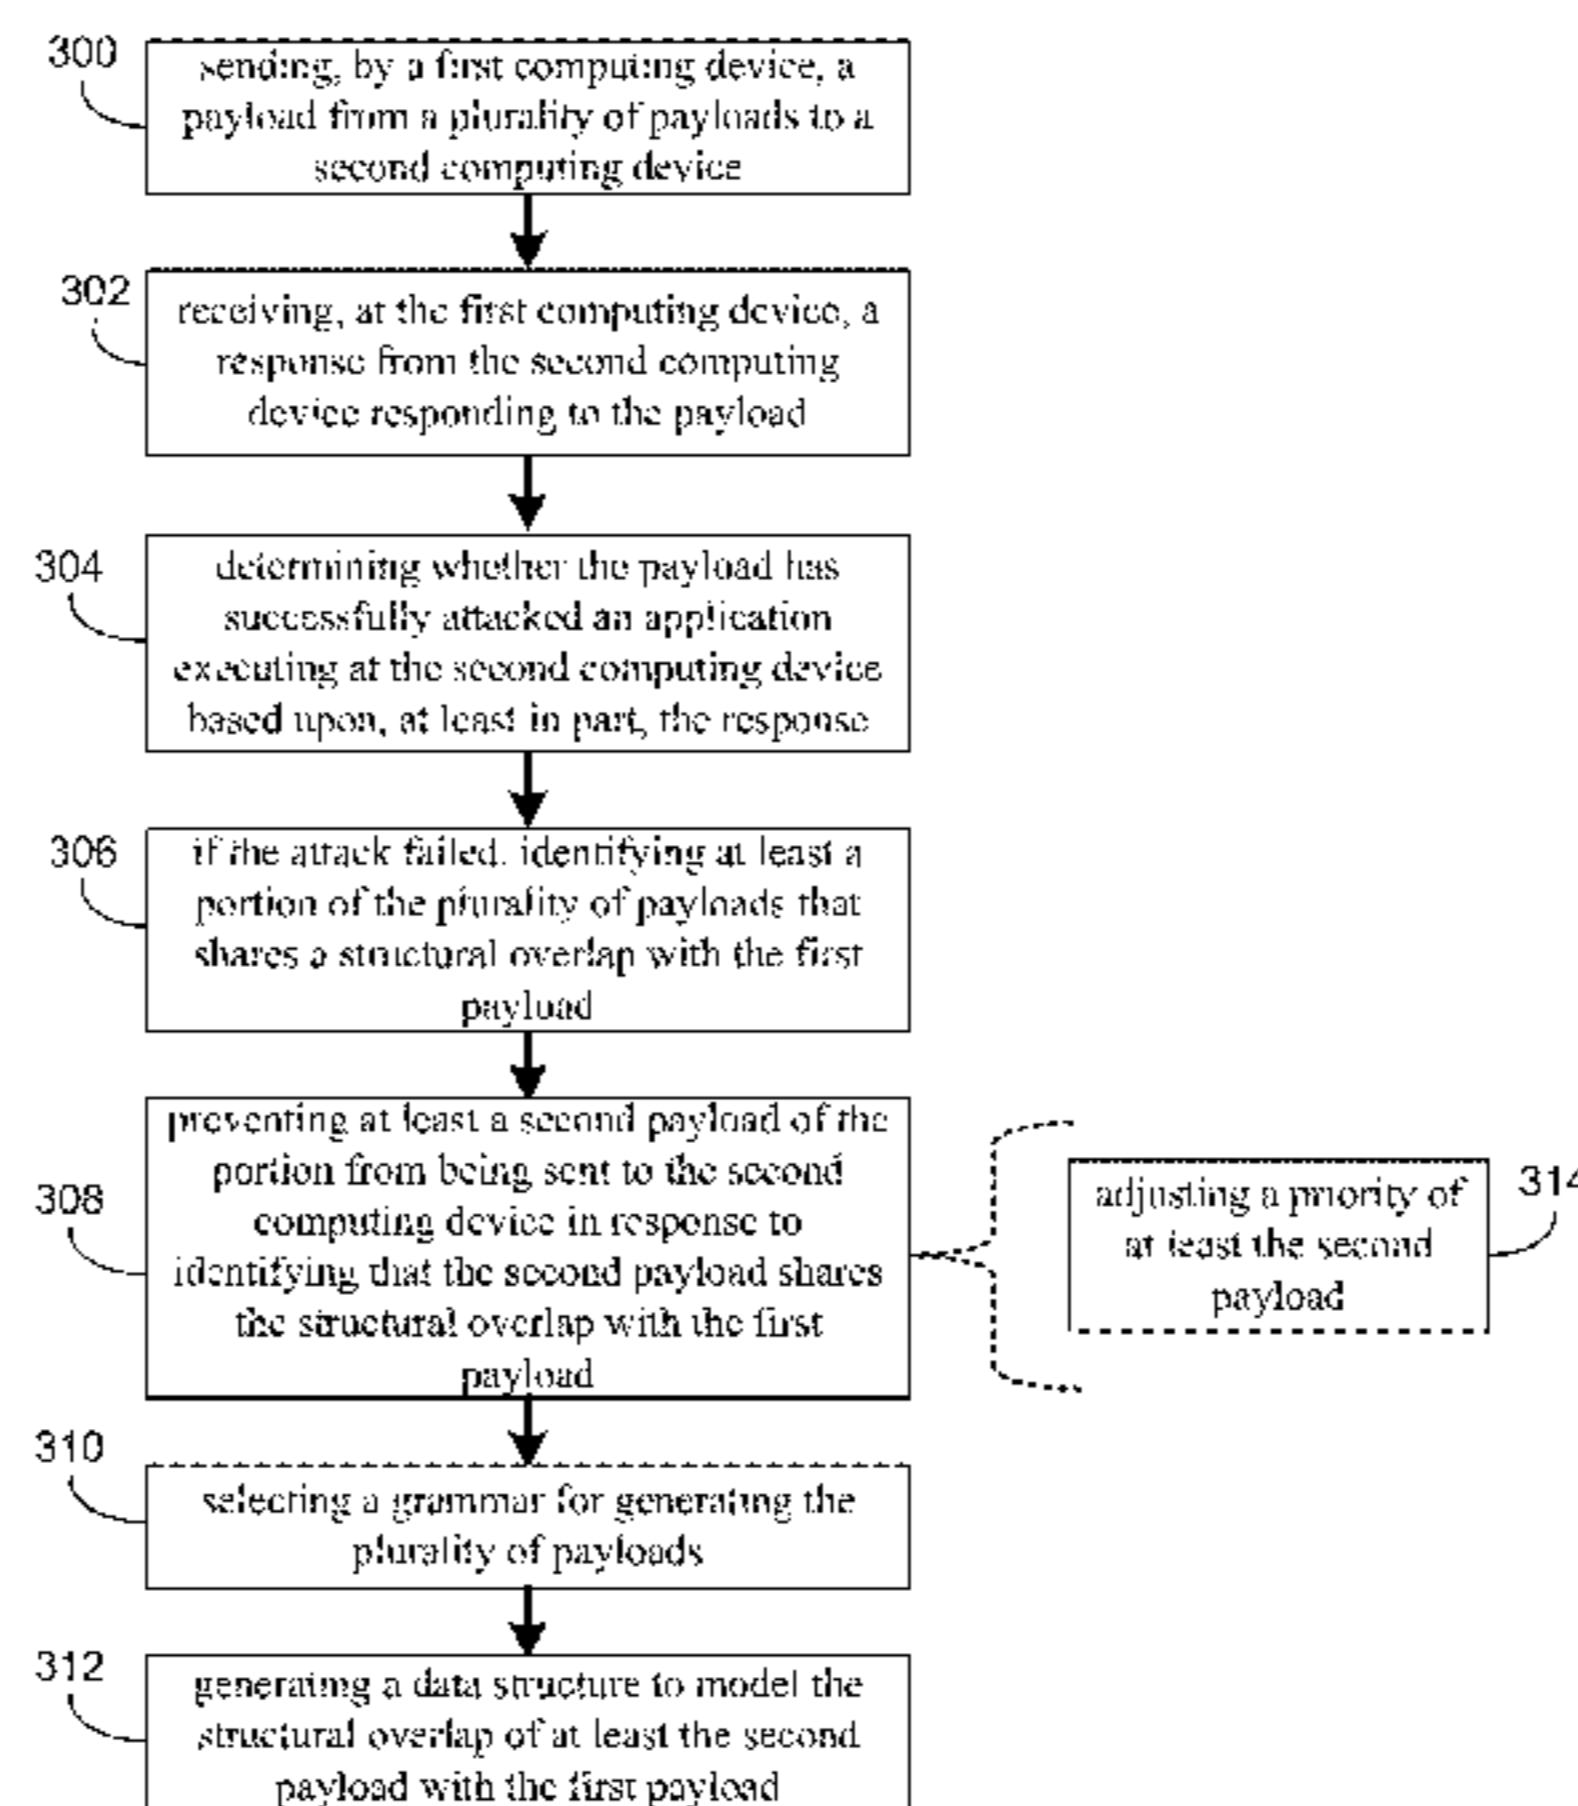 300
sending, by a first computing device, a
payload from a plurality of payloads to a
second computing device
302
receiving, at the first computing device, a
response from the second computing
device responding to the payload
304
determining whether the payload has
successfully attacked an application
executing at the second computing device
based upon, at least in part, the response
306
if the attack failed, identifying at least a
portion of the plurality of payloads that
shares a structural overlap with the first
payload
308
preventing at least a second payload of the
portion from being sent to the second
computing device in response to
identifying that the second payload shares
the structural overlap with the first
payload
314
adjusting a priority of
at least the second
payload
310
selecting a grammar for generating the
plurality of payloads
312
generating a data structure to model the
structural overlap of at least the second
payload with the first payload